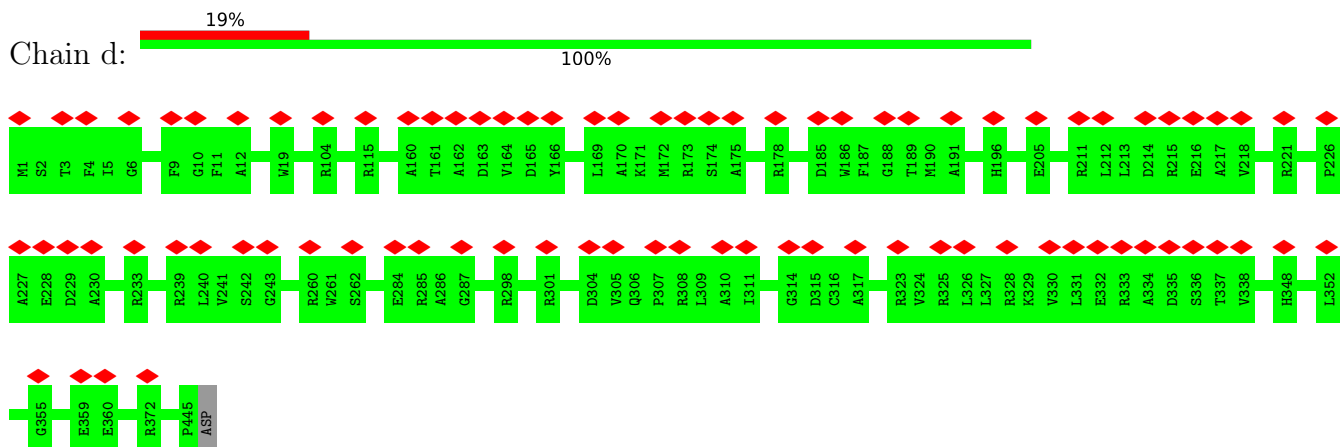 19%
Chain d:
100%
M1 S2 T3 F4 I5 G6 F9 G10 F11 A12 W19 R104 R115 A160 T161 A162 D163 V164 D165 Y166 L169 A170 K171 M172 R173 S174 A175 R178 D185 W186 F187 G188 T189 M190 A191 H196 E205 R211 L212 L213 D214 R215 E216 A217 V218 R221 P226
A227 E228 D229 A230 R233 R239 L240 V241 S242 G243 R260 W261 S262 E284 R285 A286 G287 R298 R301 D304 V305 Q306 P307 R308 L309 A310 I311 G314 D315 C316 A317 R323 V324 R325 L326 L327 R328 K329 V330 L331 E332 R333 A334 D335 S336 T337 V338 H348 L352
G355 E359 E360 R372 P445 ASP